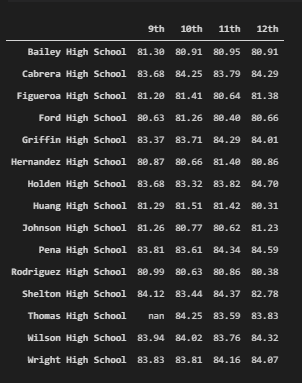 9th 10th 11th 12th
Bailey High School 81.30 80.91 80.95 80.91
Cabrera High School 83.68 84.25 83.79 84.29
Figueroa High School 81.20 81.41 80.64 81.38
Ford High School 80.63 81.26 80.40 80.66
Griffin High School 83.37 83.71 84.29 84.01
Hernandez High School 80.87 80.66 81.40 80.86
Holden High School 83.68 83.32 83.82 84.70
Huang High School 81.29 81.51 81.42 80.31
Johnson High School 81.26 80.77 80.62 81.23
Pena High School 83.81 83.61 84.34 84.59
Rodriguez High School 80.99 80.63 80.86 80.38
Shelton High School 84.12 83.44 84.37 82.78
Thomas High School nan 84.25 83.59 83.83
Wilson High School 83.94 84.02 83.76 84.32
Wright High School 83.83 83.81 84.16 84.07